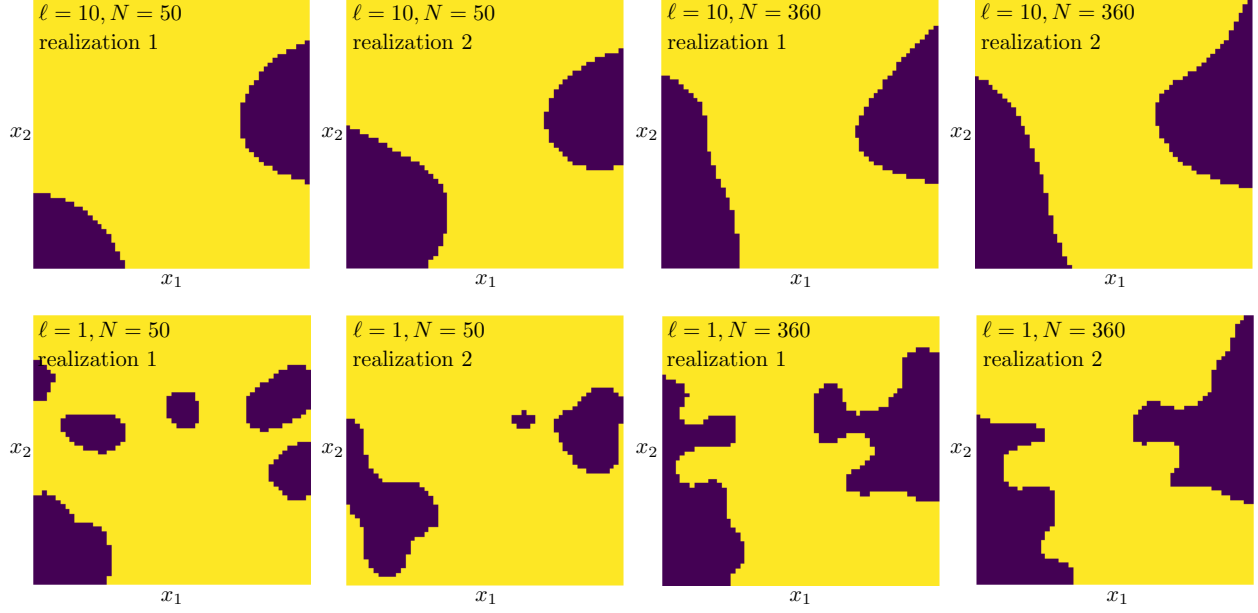 ℓ = 10, N = 50
realization 1
x₂
x₁
ℓ = 10, N = 50
realization 2
x₂
x₁
ℓ = 10, N = 360
realization 1
x₂
x₁
ℓ = 10, N = 360
realization 2
x₂
x₁
ℓ = 1, N = 50
realization 1
x₂
x₁
ℓ = 1, N = 50
realization 2
x₂
x₁
ℓ = 1, N = 360
realization 1
x₂
x₁
ℓ = 1, N = 360
realization 2
x₂
x₁